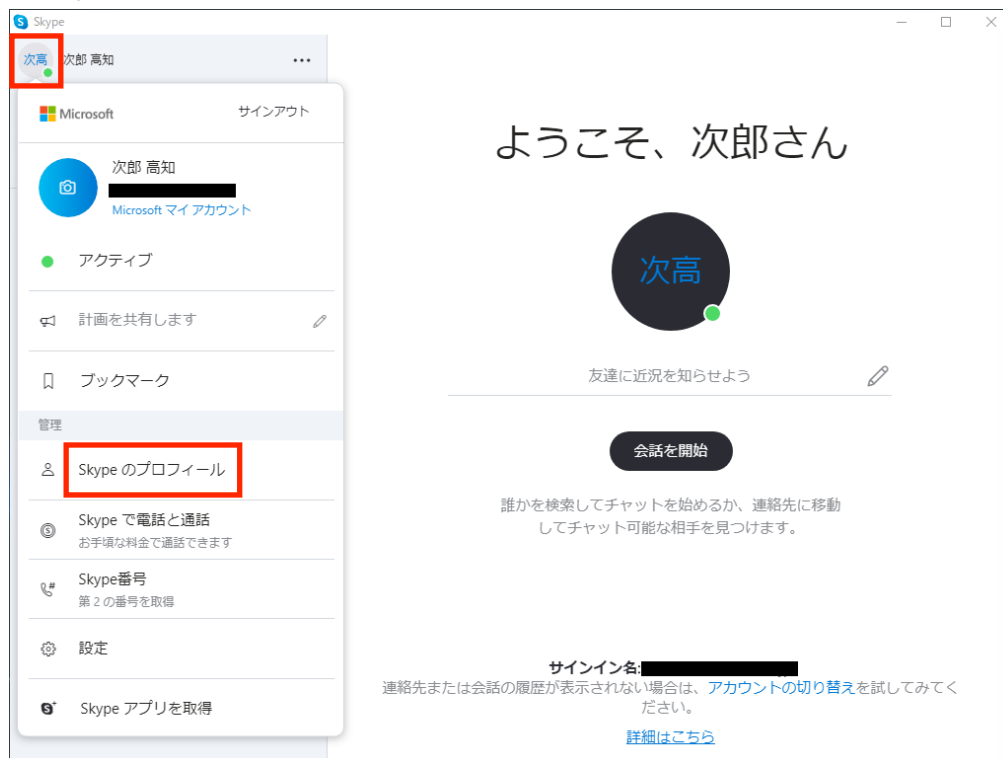 Skype
次高 次郎 高知 ...
Microsoft サインアウト
次郎 高知
Microsoft マイ アカウント
アクティブ
計画を共有します
ブックマーク
管理
Skype のプロフィール
Skype で電話と通話
お手頃な料金で通話できます
Skype番号
第 2 の番号を取得
設定
Skype アプリを取得
ようこそ、次郎さん
次高
友達に近況を知らせよう
会話を開始
誰かを検索してチャットを始めるか、連絡先に移動
してチャット可能な相手を見つけます。
サインイン名:
連絡先または会話の履歴が表示されない場合は、アカウントの切り替えを試してみてく
ださい。
詳細はこちら